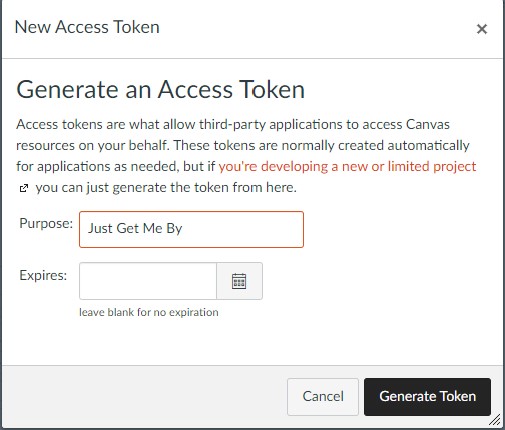 New Access Token ×
Generate an Access Token
Access tokens are what allow third-party applications to access Canvas
resources on your behalf. These tokens are normally created automatically
for applications as needed, but if you're developing a new or limited project
you can just generate the token from here.
Purpose: Just Get Me By
Expires:
leave blank for no expiration
Cancel Generate Token